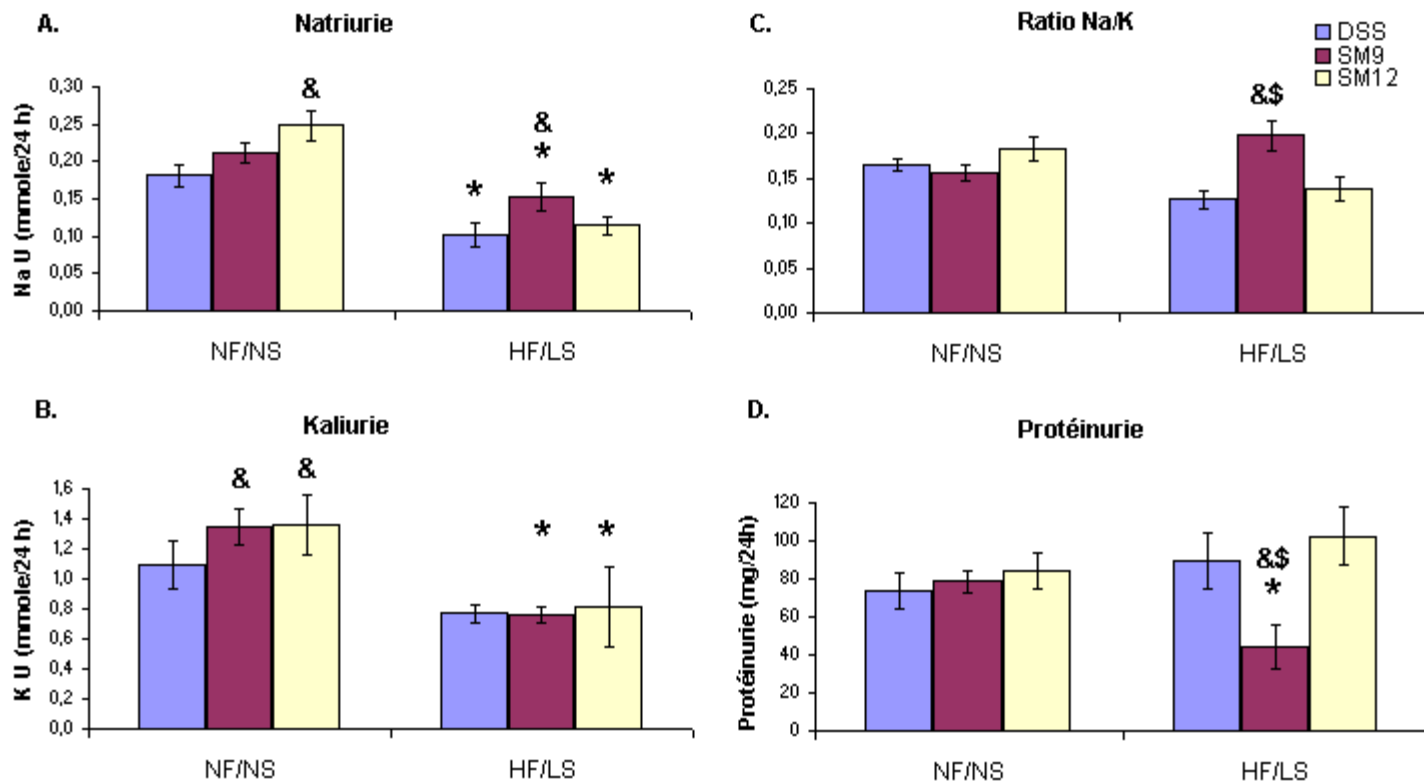 A.
Natriurie
Na U (mmole/24 h)
0,30
0,25
0,20
0,15
0,10
0,05
0,00
&
*
&
*
*
NF/NS
HF/LS
C.
Ratio Na/K
DSS
SM9
SM12
0,25
0,20
0,15
0,10
0,05
0,00
&$
NF/NS
HF/LS
B.
Kaliurie
K U (mmole/24 h)
1,6
1,4
1,2
1,0
0,8
0,6
0,4
0,2
0,0
&
&
*
*
NF/NS
HF/LS
D.
Protéinurie
Protéinurie (mg/24h)
120
100
80
60
40
20
0
&$
*
NF/NS
HF/LS